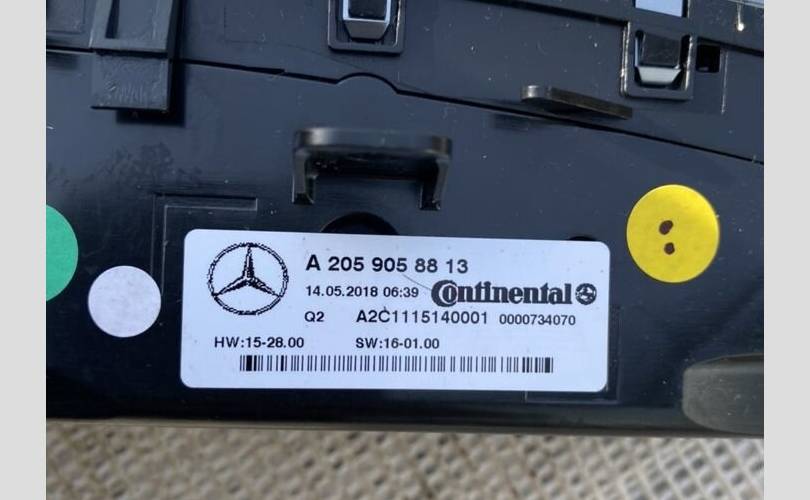 A 205 905 88 13
14.05.2018 06:39 Continental
Q2 A2C1115140001 0000734070
HW:15-28.00 SW:16-01.00